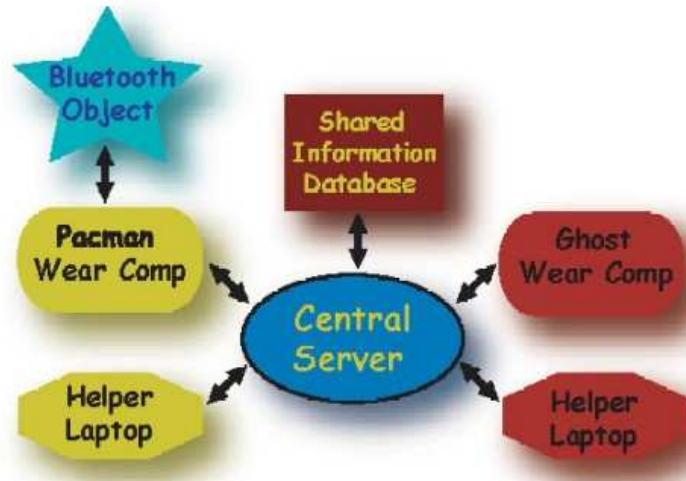 Bluetooth
Object
Shared
Information
Database
Pacman
Wear Comp
Ghost
Wear Comp
Central
Server
Helper
Laptop
Helper
Laptop